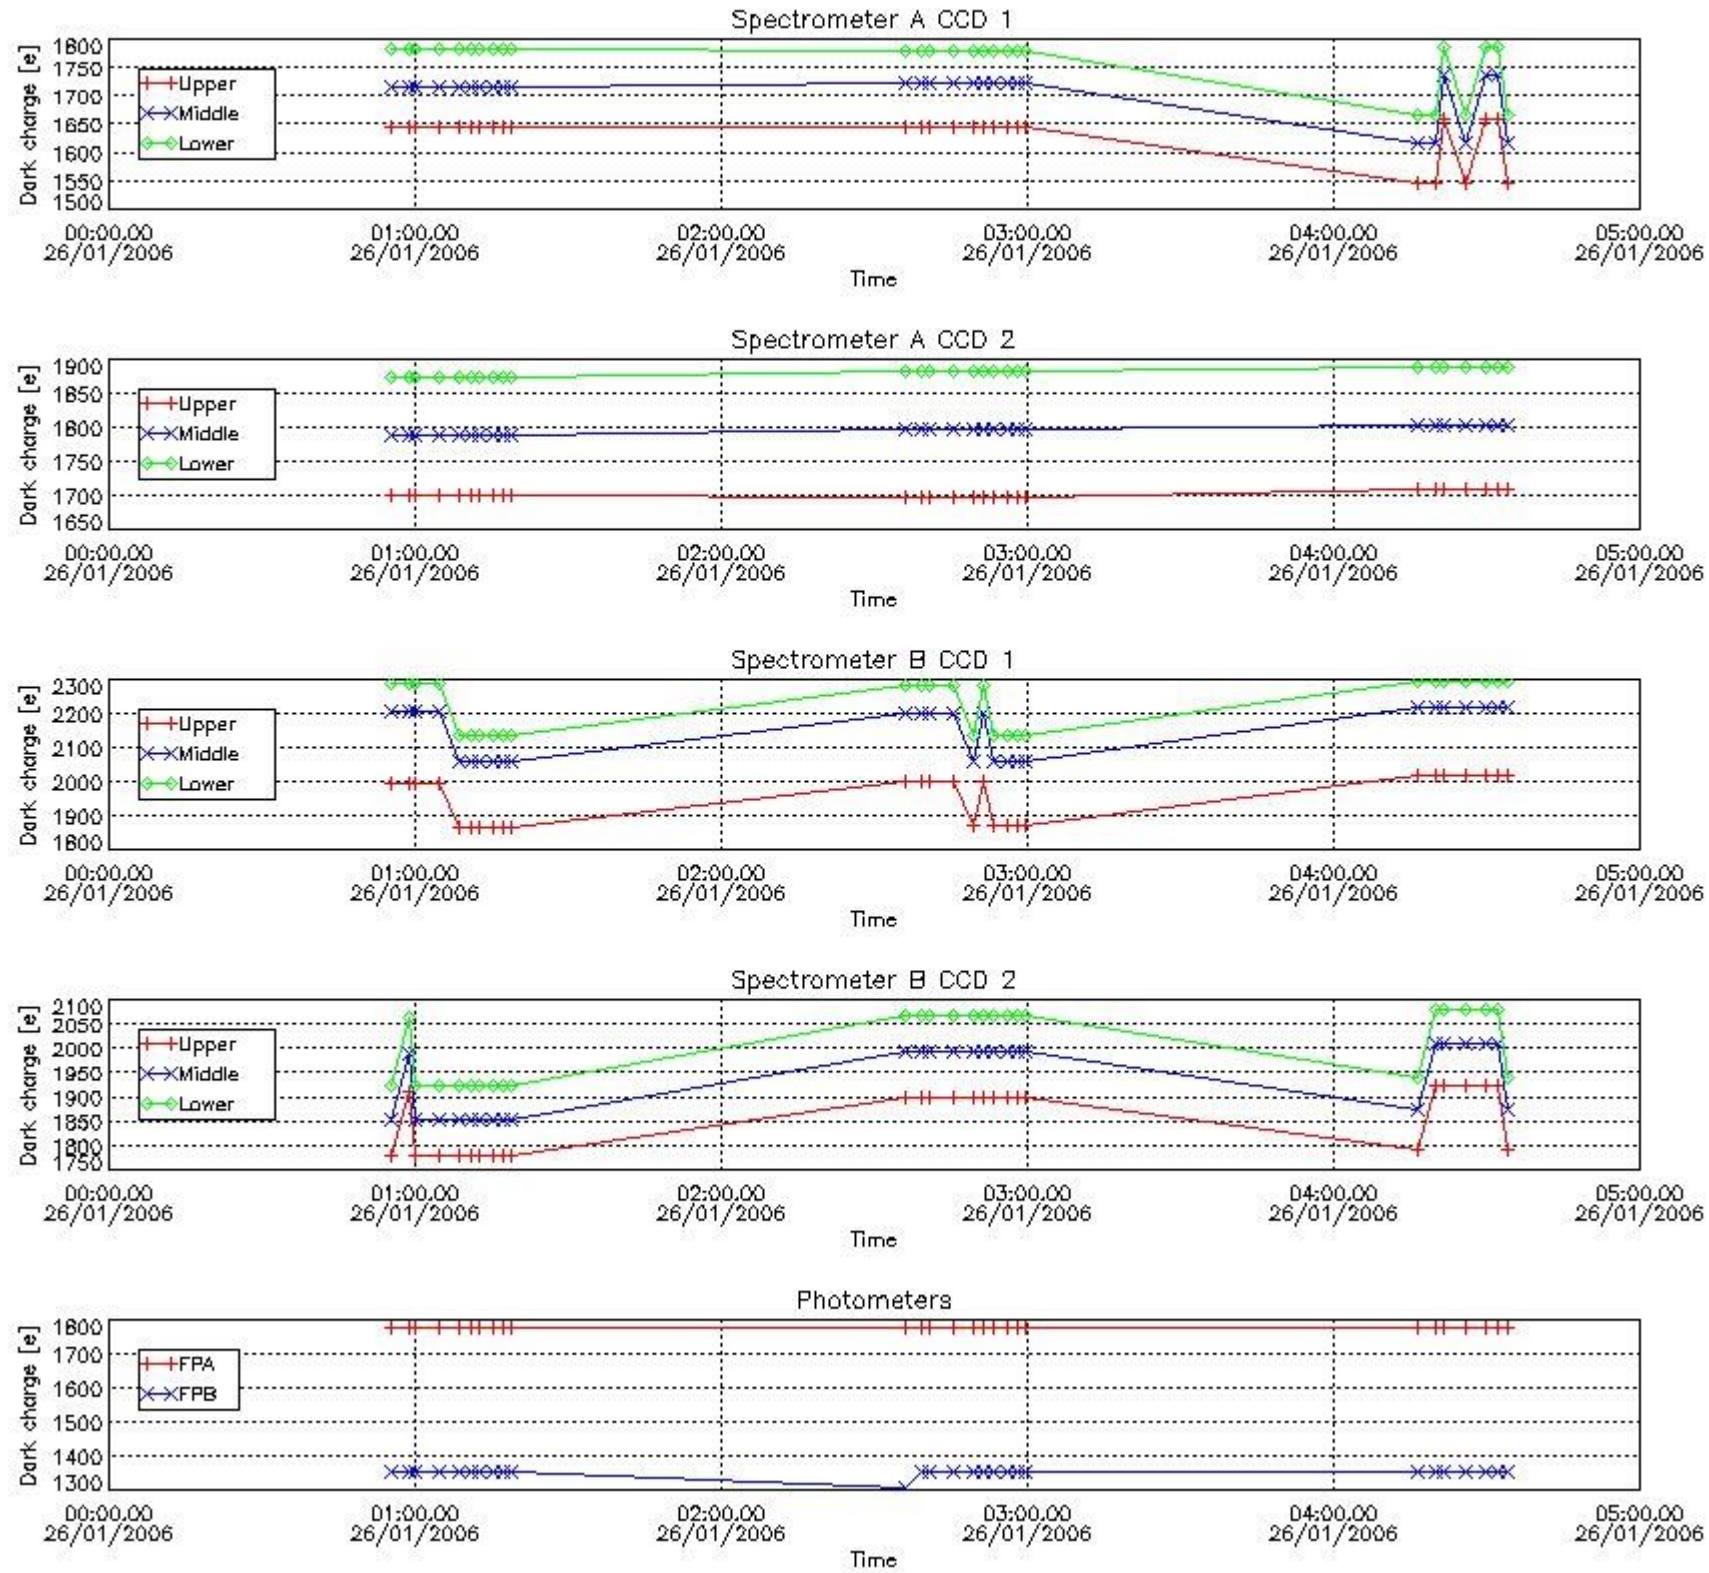 Spectrometer A CCD 1
Dark charge [e]
1800
1750
1700
1650
1600
1550
1500
Upper
Middle
Lower
00:00.00 01:00.00 02:00.00 03:00.00 04:00.00 05:00.00
26/01/2006 26/01/2006 26/01/2006 26/01/2006 26/01/2006 26/01/2006
Time
Spectrometer A CCD 2
Dark charge [e]
1900
1850
1800
1750
1700
1650
Upper
Middle
Lower
00:00.00 01:00.00 02:00.00 03:00.00 04:00.00 05:00.00
26/01/2006 26/01/2006 26/01/2006 26/01/2006 26/01/2006 26/01/2006
Time
Spectrometer B CCD 1
Dark charge [e]
2300
2200
2100
2000
1900
1800
Upper
Middle
Lower
00:00.00 01:00.00 02:00.00 03:00.00 04:00.00 05:00.00
26/01/2006 26/01/2006 26/01/2006 26/01/2006 26/01/2006 26/01/2006
Time
Spectrometer B CCD 2
Dark charge [e]
2100
2050
2000
1950
1900
1850
1800
1750
Upper
Middle
Lower
00:00.00 01:00.00 02:00.00 03:00.00 04:00.00 05:00.00
26/01/2006 26/01/2006 26/01/2006 26/01/2006 26/01/2006 26/01/2006
Time
Photometers
Dark charge [e]
1800
1700
1600
1500
1400
1300
FPA
FPB
00:00.00 01:00.00 02:00.00 03:00.00 04:00.00 05:00.00
26/01/2006 26/01/2006 26/01/2006 26/01/2006 26/01/2006 26/01/2006
Time